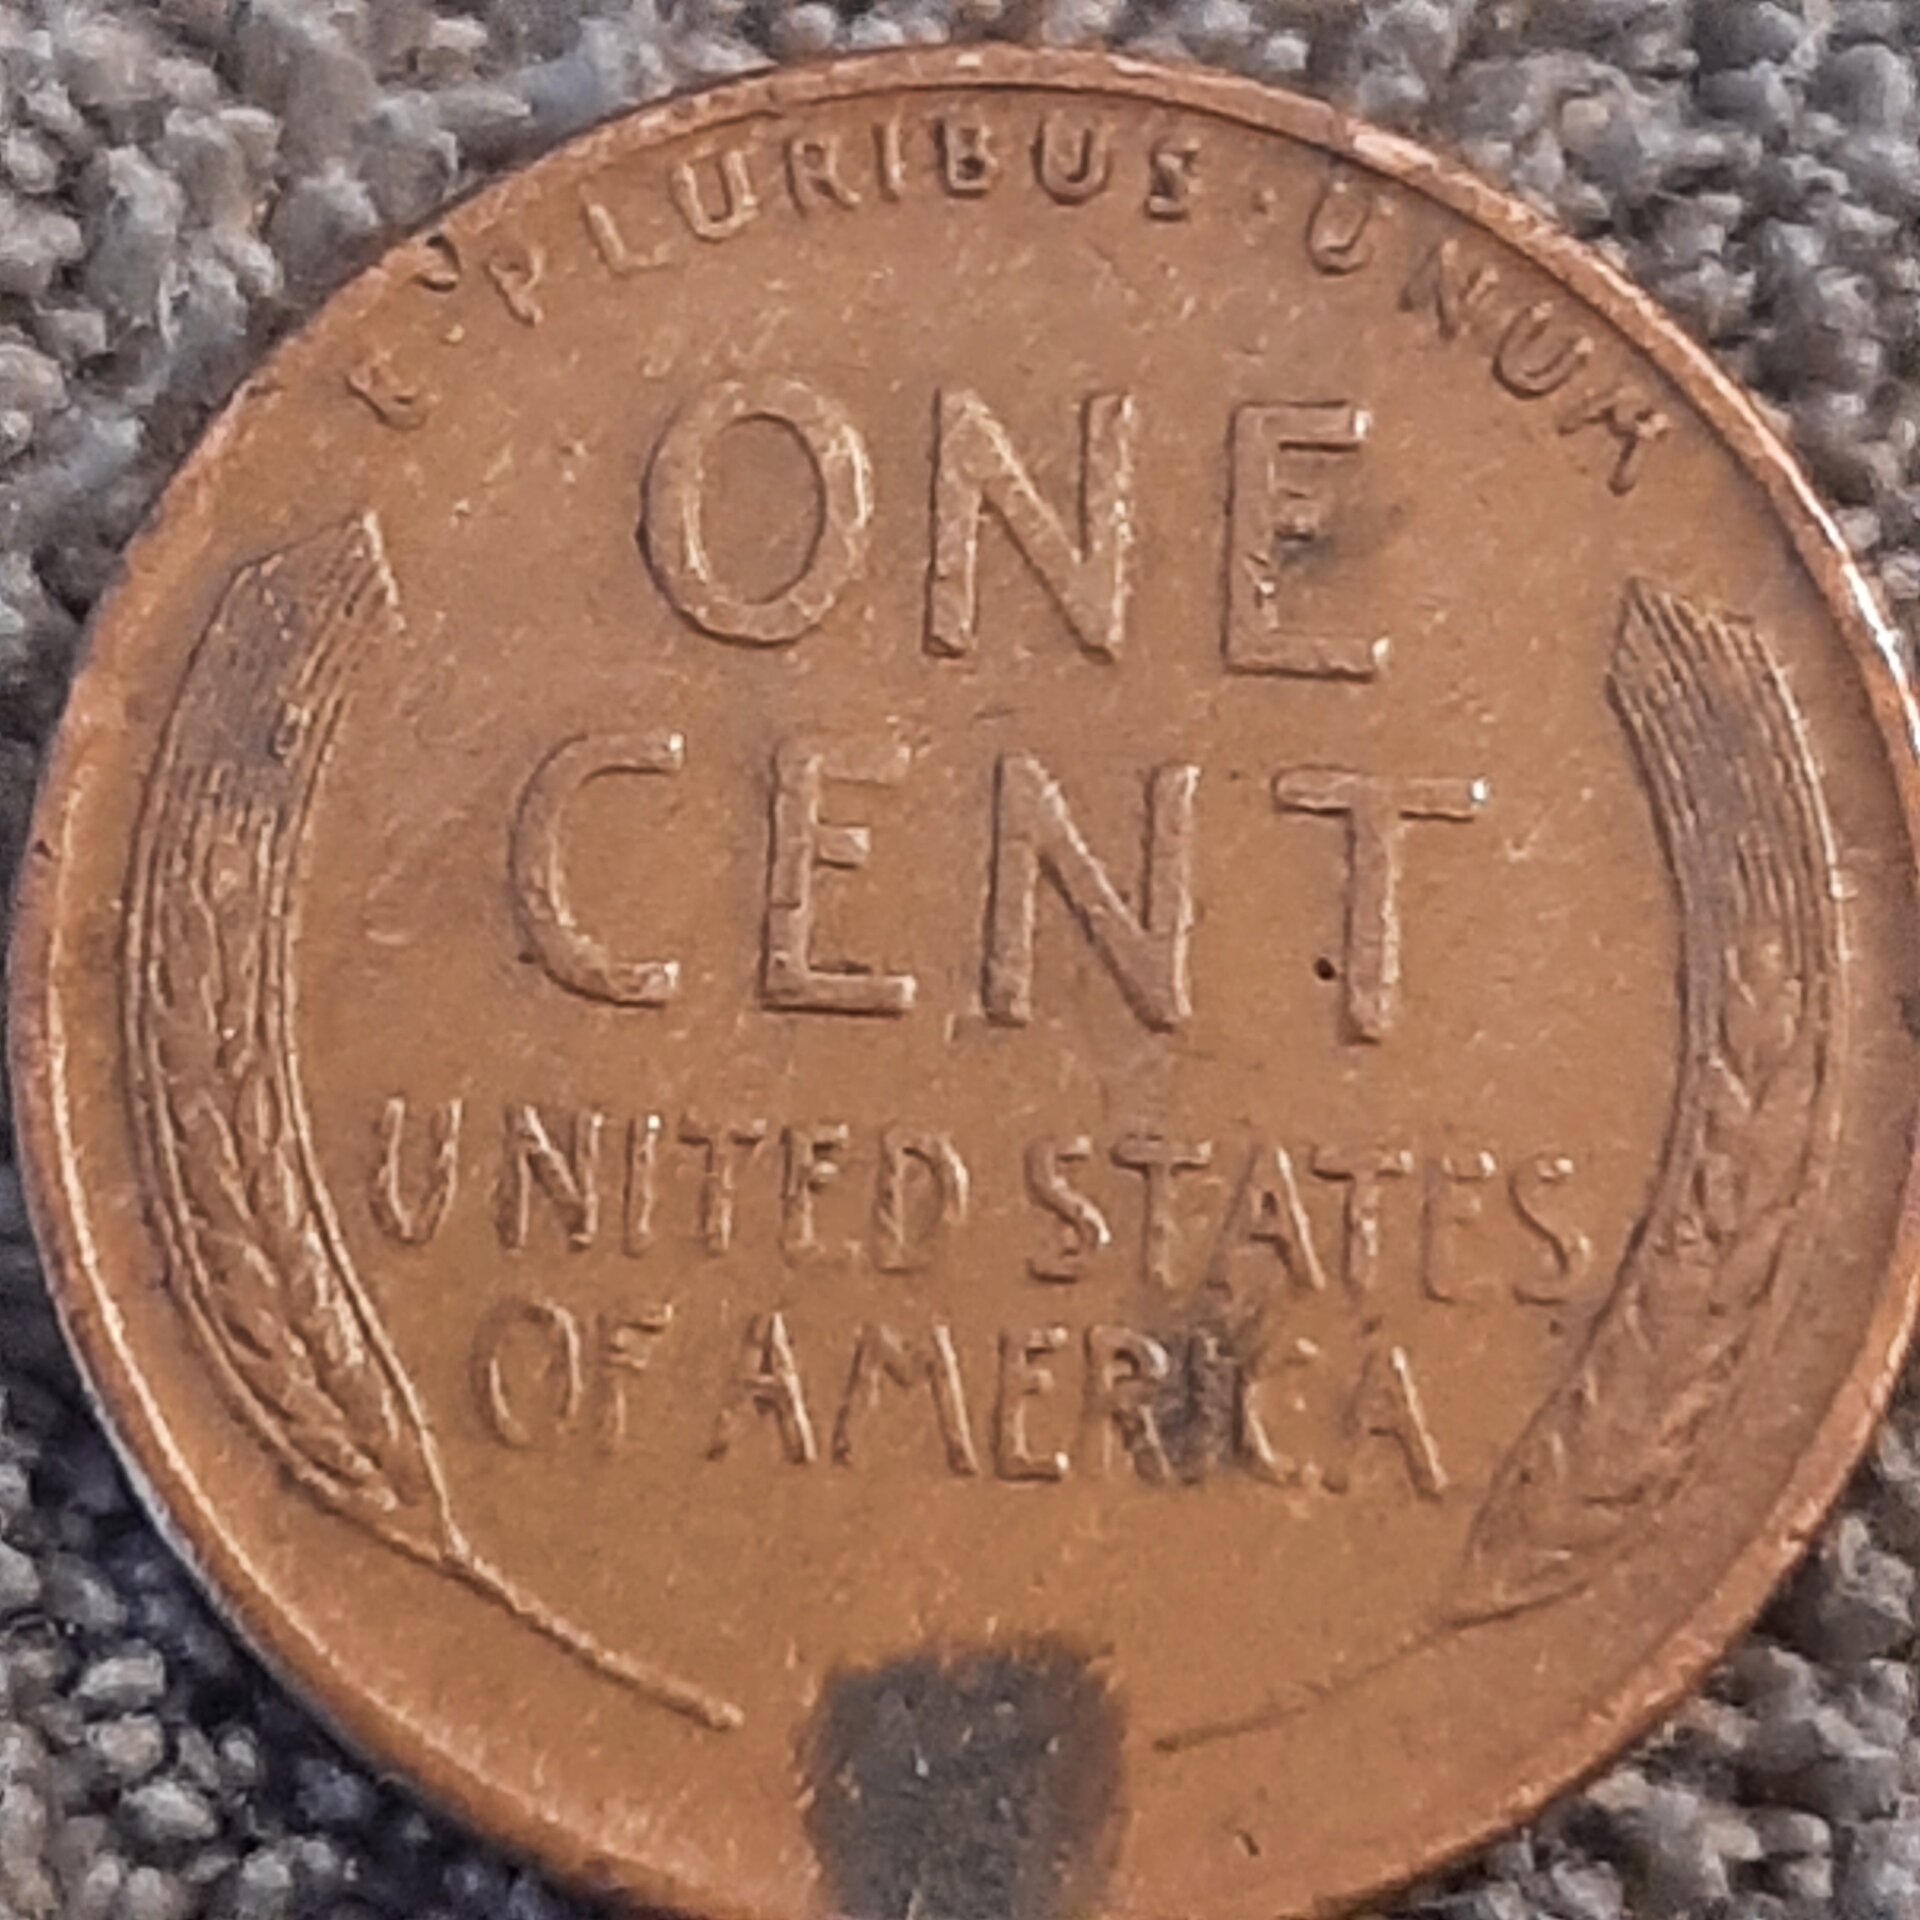 E·PLURIBUS·UNUM
ONE
CENT
UNITED STATES
OF AMERICA